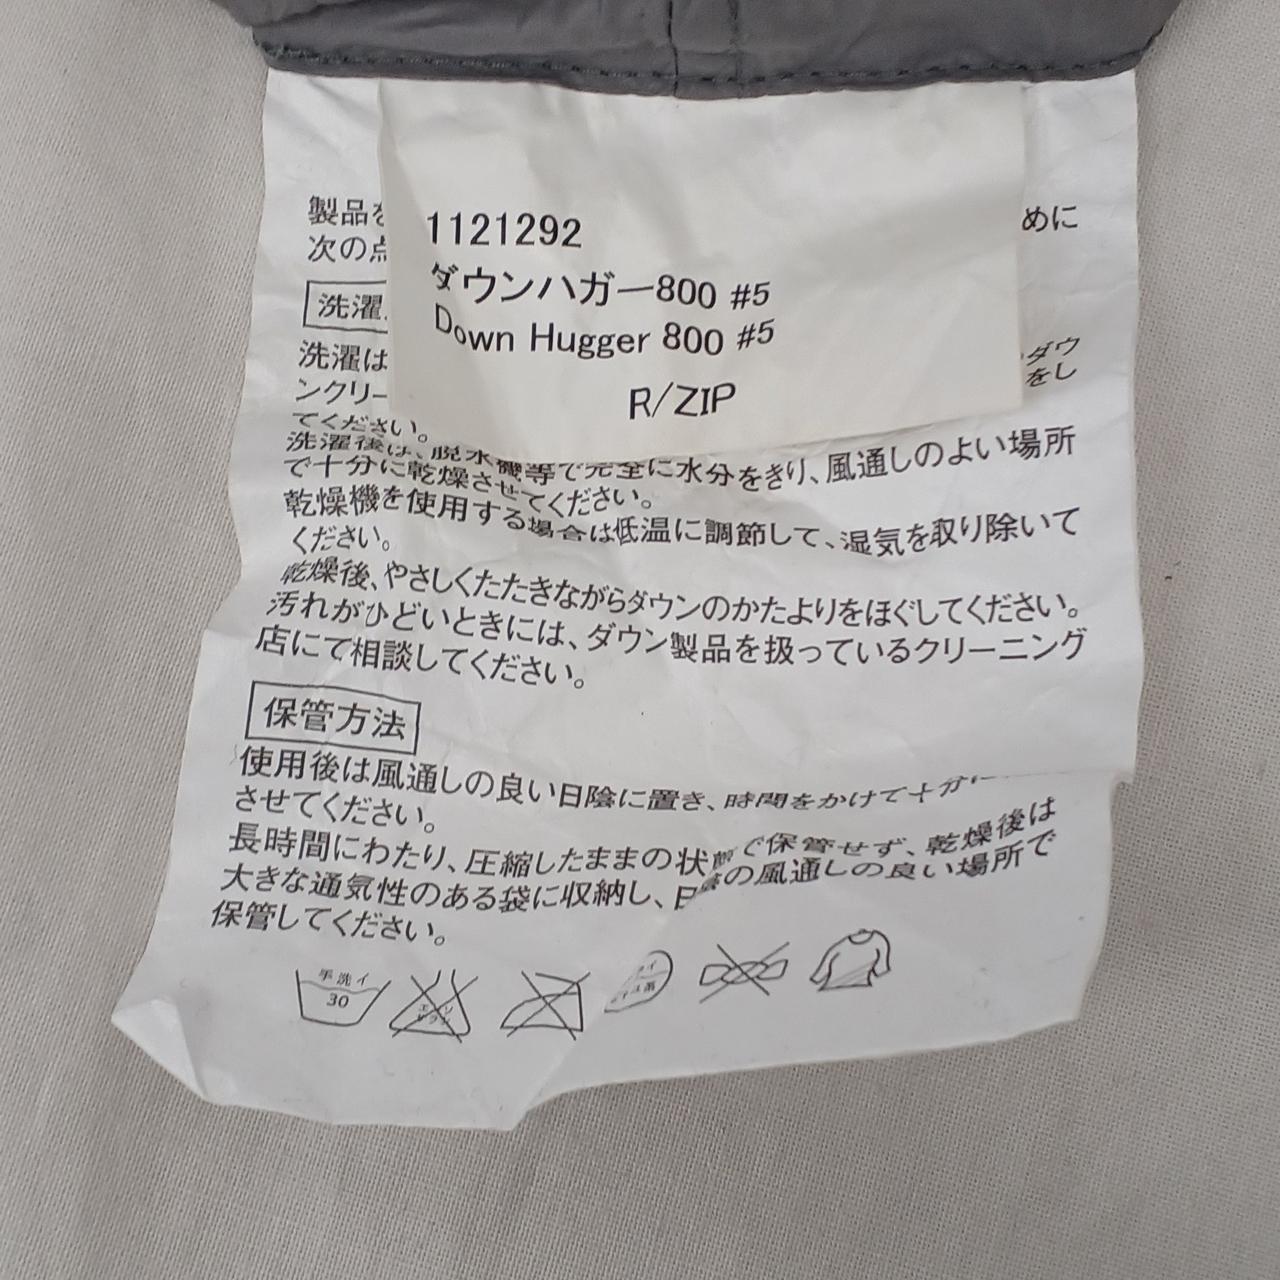 製品を
めに
次の点
1121292
ダウンハガー800 #5
Down Hugger 800 #5
R/ZIP
洗濯
洗濯は
ダウ
ンクリー
をし
てください。
洗濯後は、脱水機等で完全に水分をきり、風通しのよい場所
で十分に乾燥させてください。
乾燥機を使用する場合は低温に調節して、湿気を取り除いて
ください。
乾燥後、やさしくたたきながらダウンのかたよりをほぐしてください。
汚れがひどいときには、ダウン製品を扱っているクリーニング
店にて相談してください。
保管方法
使用後は風通しの良い日陰に置き、時間をかけて十分に
させてください。
長時間にわたり、圧縮したままの状態で保管せず、乾燥後は
大きな通気性のある袋に収納し、日陰の風通しの良い場所で
保管してください。
手洗イ
30
エンソ
サラシ